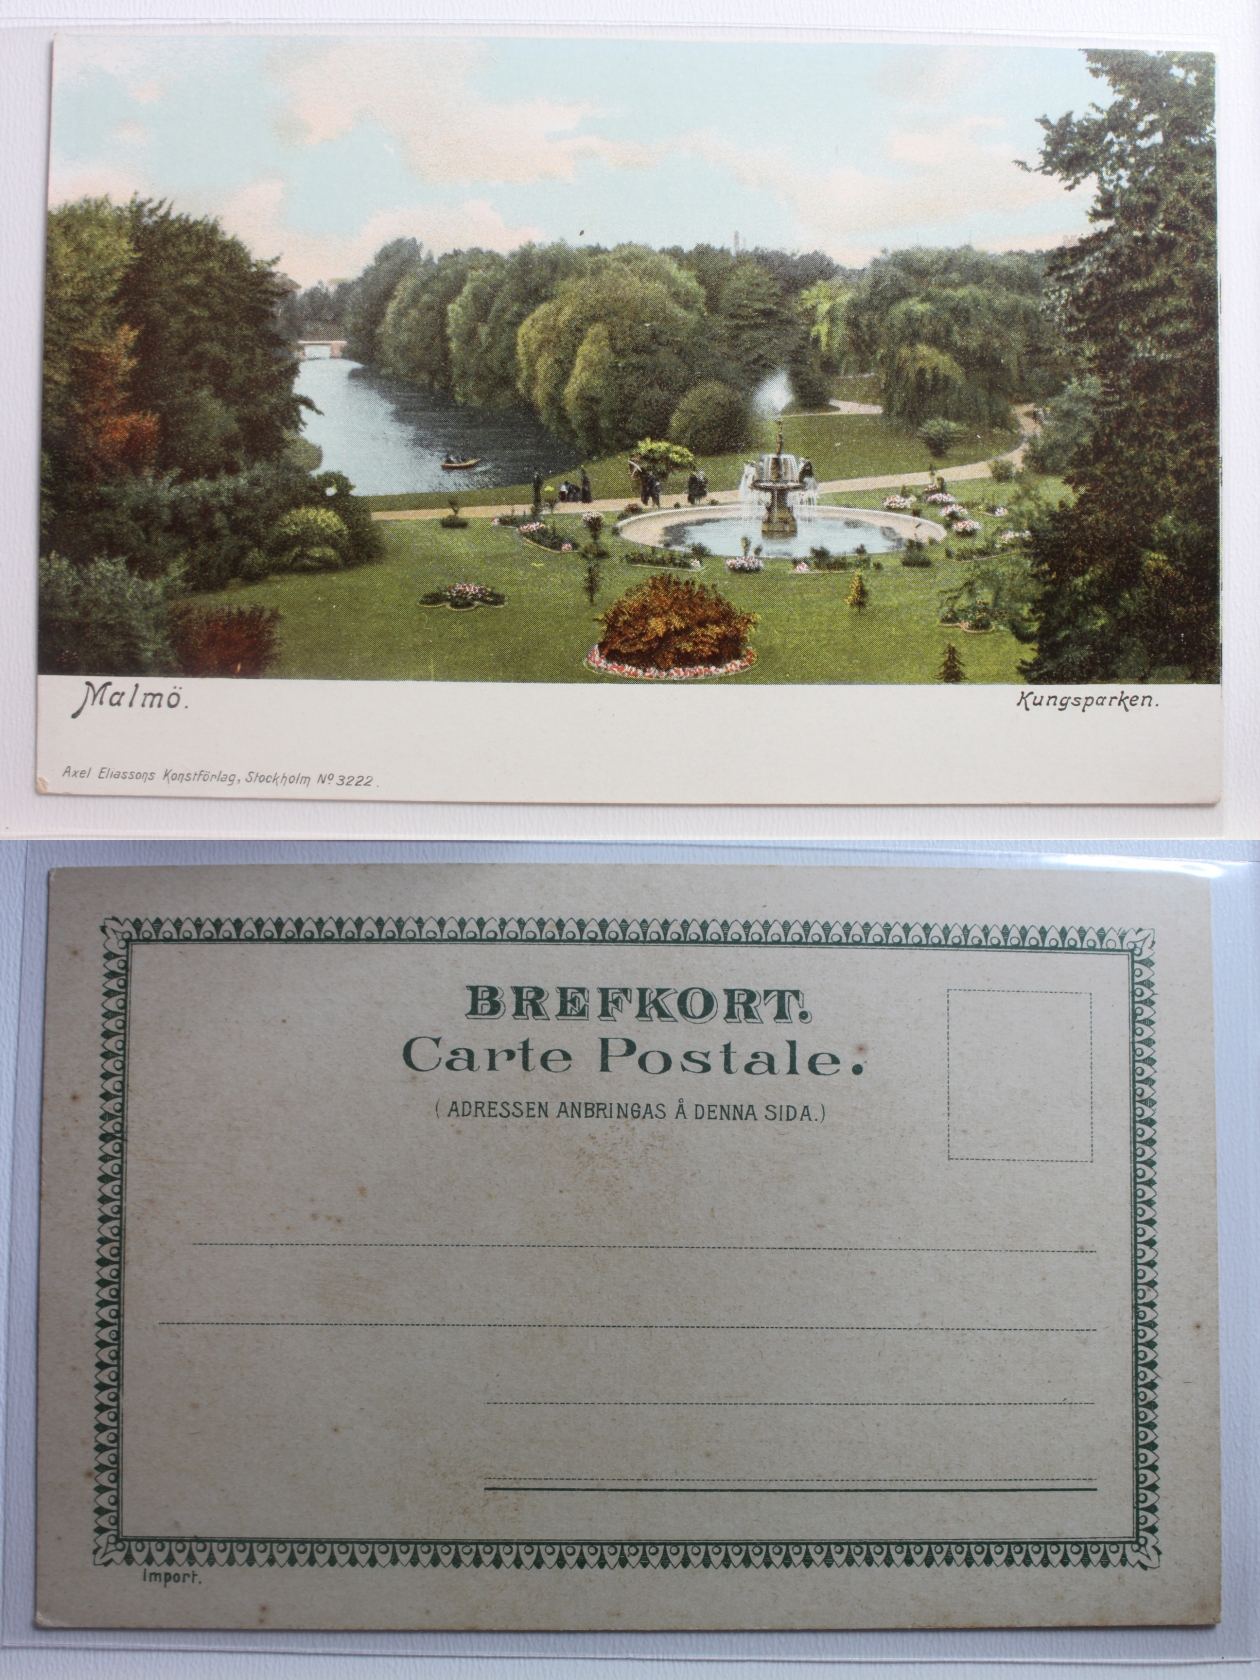 Malmö.
Kungsparken.
Axel Eliassons Konstförlag, Stockholm Nº 3222.
BREFKORT.
Carte Postale.
(ADRESSEN ANBRINGAS Å DENNA SIDA.)
Import.